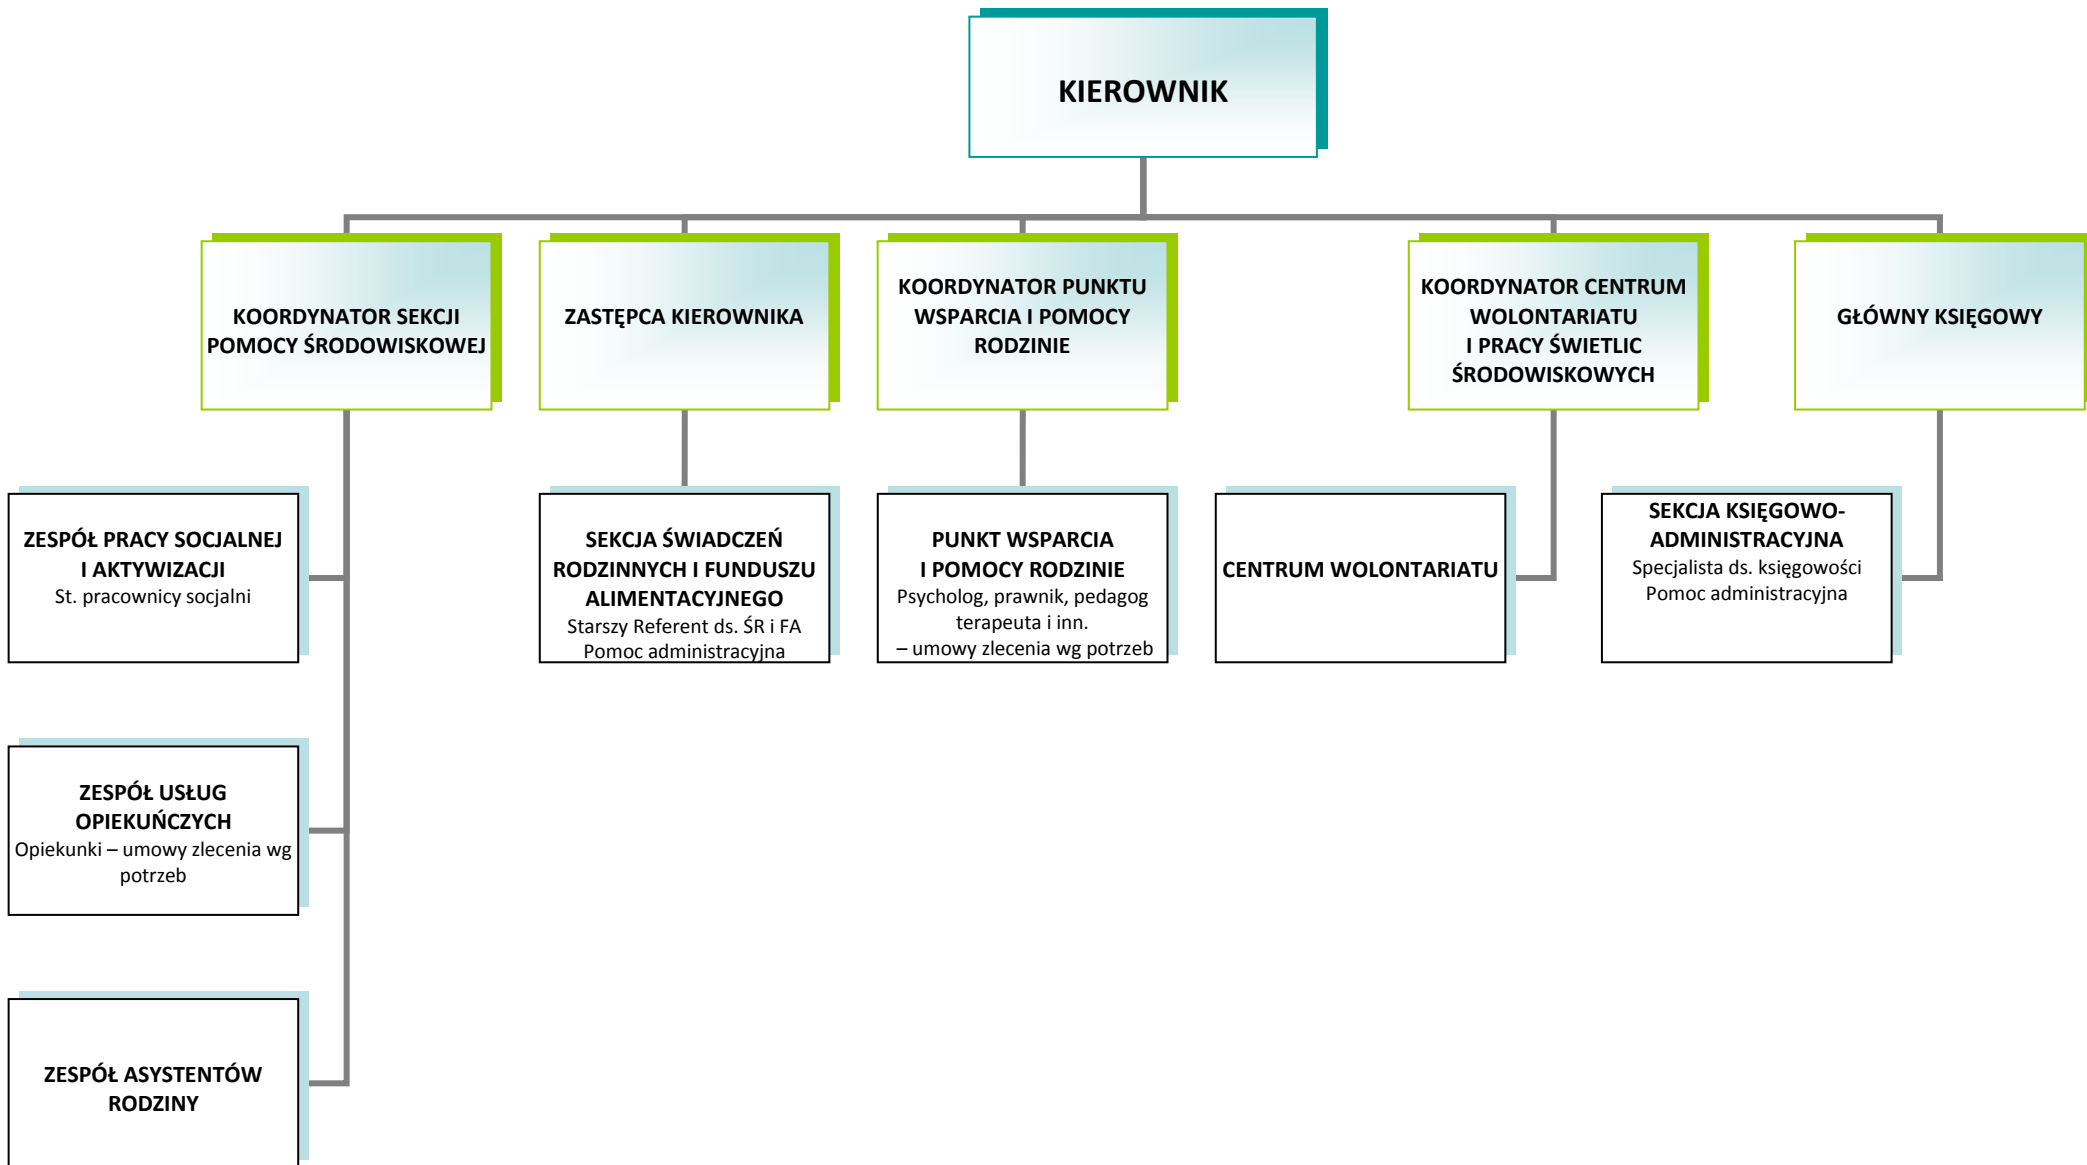 KIEROWNIK
KOORDYNATOR SEKCJI
POMOCY ŚRODOWISKOWEJ
ZASTĘPCA KIEROWNIKA
KOORDYNATOR PUNKTU
WSPARCIA I POMOCY
RODZINIE
KOORDYNATOR CENTRUM
WOLONTARIATU
I PRACY ŚWIETLIC
ŚRODOWISKOWYCH
GŁÓWNY KSIĘGOWY
ZESPÓŁ PRACY SOCJALNEJ
I AKTYWIZACJI
St. pracownicy socjalni
SEKCJA ŚWIADCZEŃ
RODZINNYCH I FUNDUSZU
ALIMENTACYJNEGO
Starszy Referent ds. ŚR i FA
Pomoc administracyjna
PUNKT WSPARCIA
I POMOCY RODZINIE
Psycholog, prawnik, pedagog
terapeuta i inn.
– umowy zlecenia wg potrzeb
CENTRUM WOLONTARIATU
SEKCJA KSIĘGOWO-
ADMINISTRACYJNA
Specjalista ds. księgowości
Pomoc administracyjna
ZESPÓŁ USŁUG
OPIEKUŃCZYCH
Opiekunki – umowy zlecenia wg
potrzeb
ZESPÓŁ ASYSTENTÓW
RODZINY